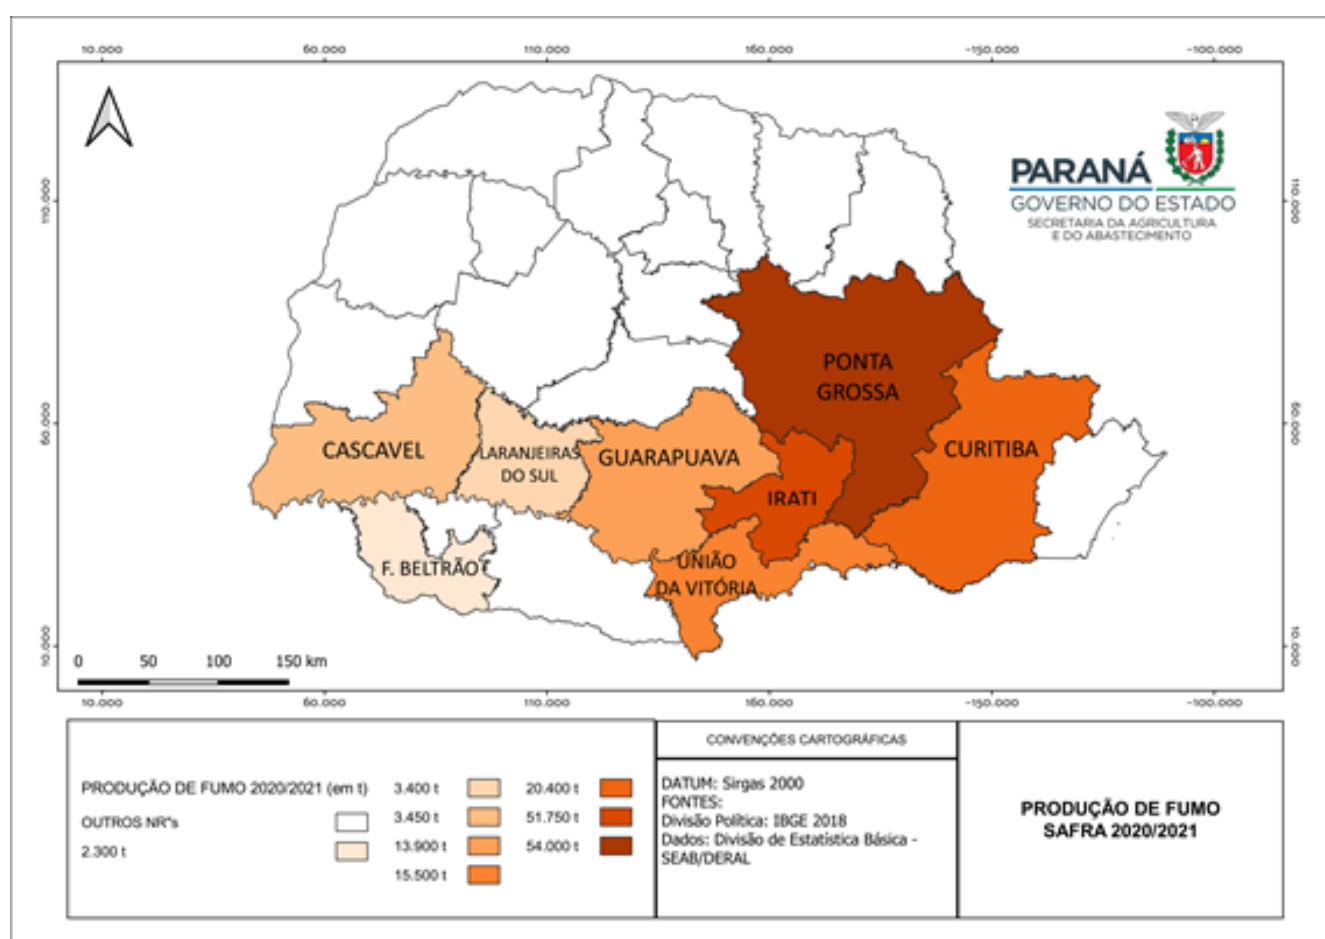 10.000 60.000 110.000 160.000 -150.000 -100.000
110.000
60.000
10.000
110.000
60.000
10.000
PARANÁ
GOVERNO DO ESTADO
SECRETARIA DA AGRICULTURA
E DO ABASTECIMENTO
PONTA
GROSSA
CASCAVEL
LARANJEIRAS
DO SUL
GUARAPUAVA
CURITIBA
IRATI
F. BELTRÃO
UNIÃO
DA VITÓRIA
0 50 100 150 km
10.000 60.000 110.000 160.000 -150.000 -100.000
PRODUÇÃO DE FUMO 2020/2021 (em t)
OUTROS NR"s
2.300 t
3.400 t
3.450 t
13.900 t
15.500 t
20.400 t
51.750 t
54.000 t
CONVENÇÕES CARTOGRÁFICAS
DATUM: Sirgas 2000
FONTES:
Divisão Política: IBGE 2018
Dados: Divisão de Estatística Básica -
SEAB/DERAL
PRODUÇÃO DE FUMO
SAFRA 2020/2021